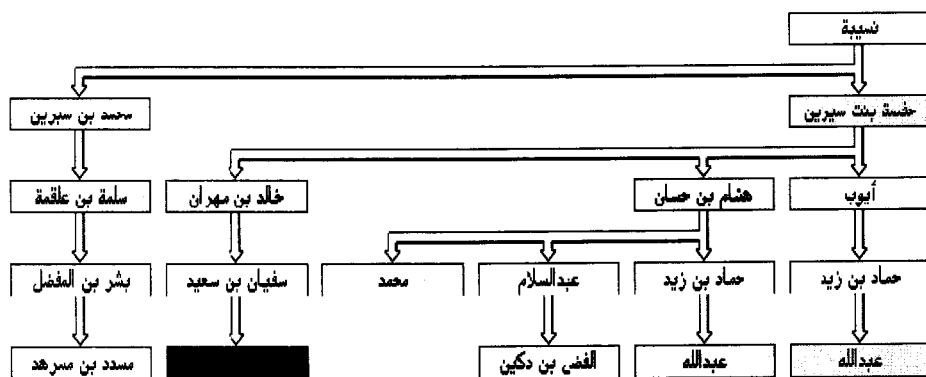 نسيبة
حفصة بنت سيرين
محمد بن سيرين
أيوب
هشام بن حسان
خالد بن مهران
سلمة بن علقمة
حماد بن زيد
حماد بن زيد
عبدالسلام
محمد
سفيان بن سعيد
بشر بن المفضل
عبدالله
عبدالله
الفضى بن دكين
مسدد بن مسرهد